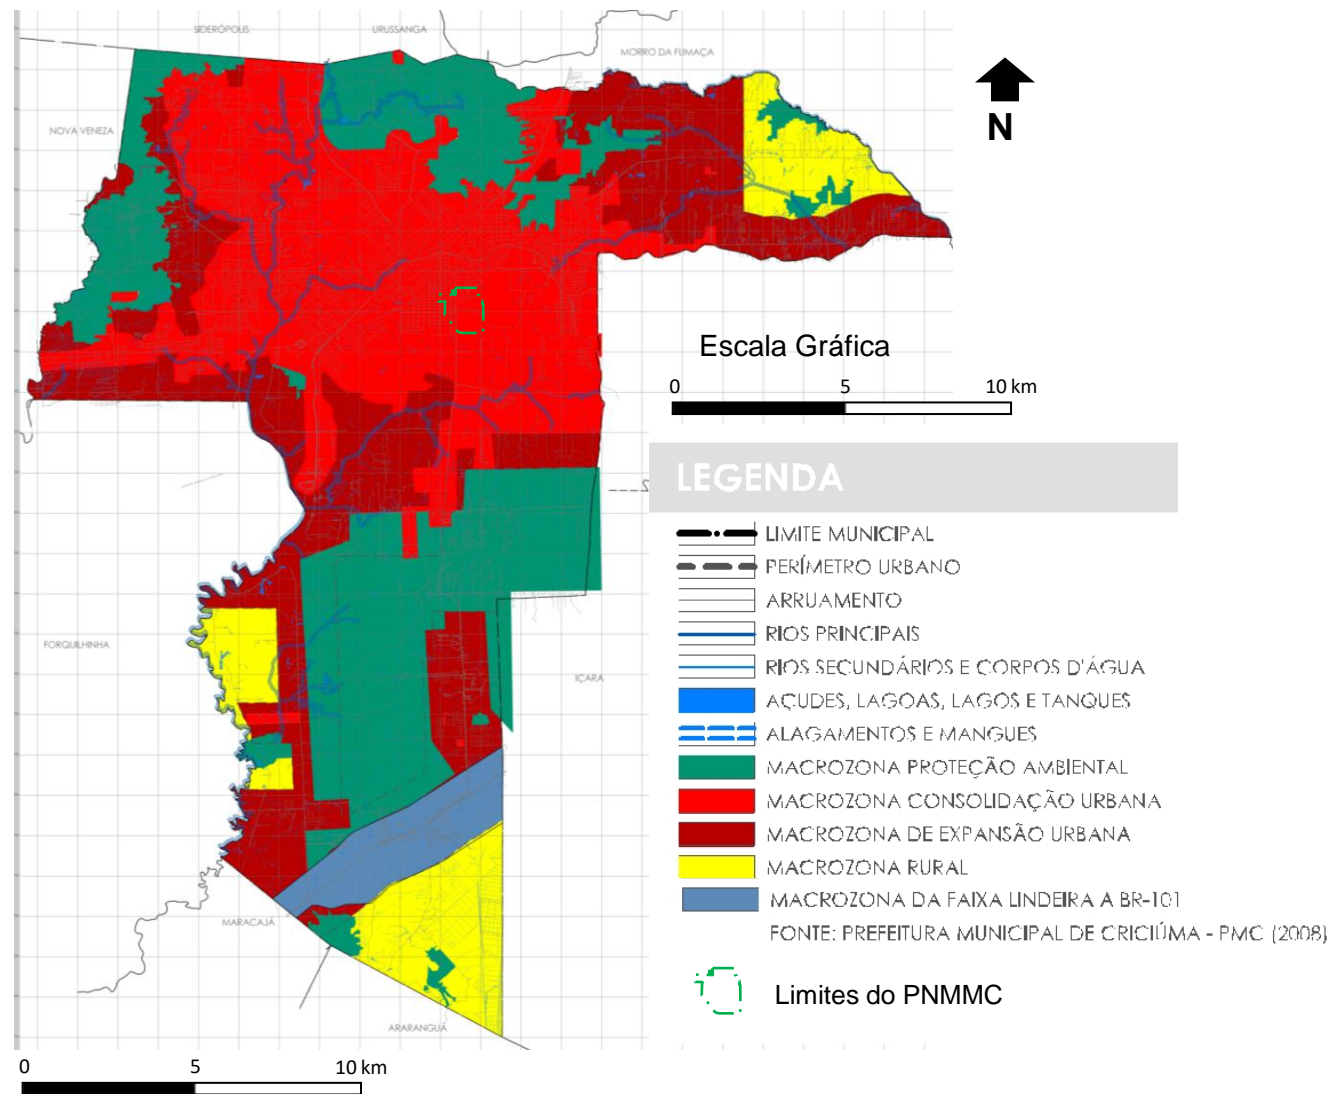 SIDERÓPOLIS
URUSSANGA
MORRO DA FUMAÇA
NOVA VENEZA
N
Escala Gráfica
0 5 10 km
LEGENDA
LIMITE MUNICIPAL
PERÍMETRO URBANO
ARRUAMENTO
RIOS PRINCIPAIS
FORQUILHINHA
IÇARA
RIOS SECUNDÁRIOS E CORPOS D'ÁGUA
AÇUDES, LAGOAS, LAGOS E TANQUES
ALAGAMENTOS E MANGUES
MACROZONA PROTEÇÃO AMBIENTAL
MACROZONA CONSOLIDAÇÃO URBANA
MACROZONA DE EXPANSÃO URBANA
MACROZONA RURAL
MACROZONA DA FAIXA LINDEIRA A BR-101
MARACAJÁ
FONTE: PREFEITURA MUNICIPAL DE CRICIÚMA - PMC (2008)
Limites do PNMMC
ARARANGUÁ
0 5 10 km